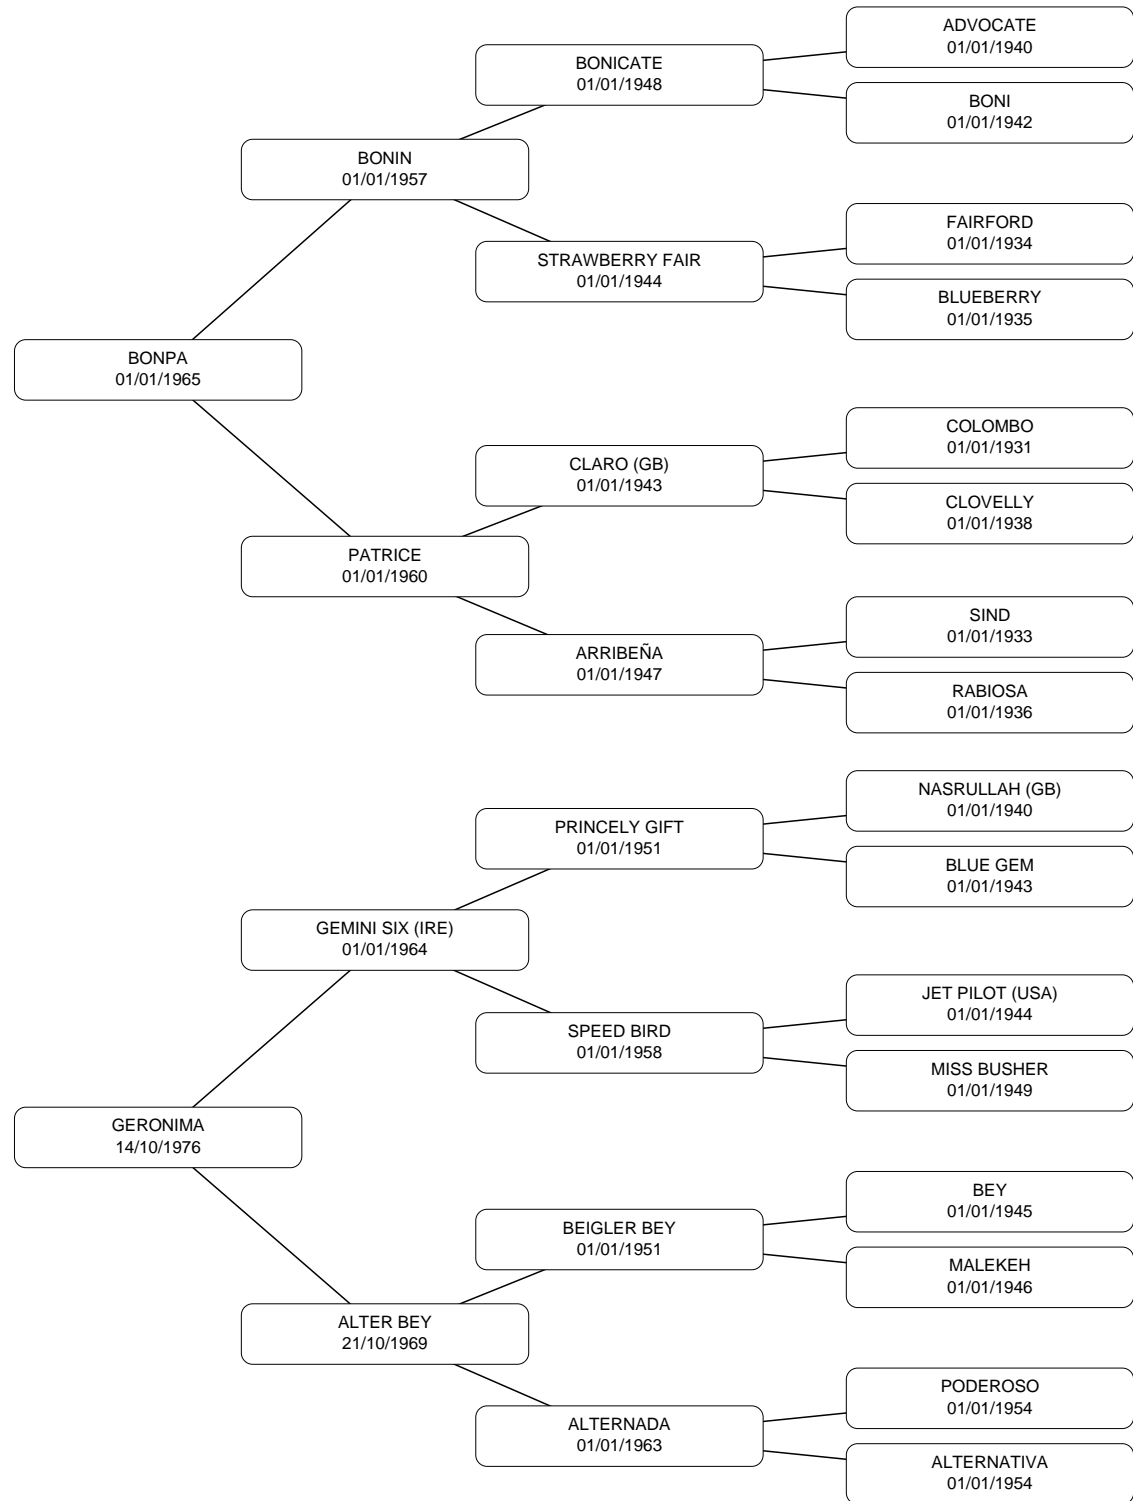 ADVOCATE
01/01/1940
BONICATE
01/01/1948
BONI
01/01/1942
BONIN
01/01/1957
FAIRFORD
01/01/1934
STRAWBERRY FAIR
01/01/1944
BLUEBERRY
01/01/1935
BONPA
01/01/1965
COLOMBO
01/01/1931
CLARO (GB)
01/01/1943
CLOVELLY
01/01/1938
PATRICE
01/01/1960
SIND
01/01/1933
ARRIBEÑA
01/01/1947
RABIOSA
01/01/1936
NASRULLAH (GB)
01/01/1940
PRINCELY GIFT
01/01/1951
BLUE GEM
01/01/1943
GEMINI SIX (IRE)
01/01/1964
JET PILOT (USA)
01/01/1944
SPEED BIRD
01/01/1958
MISS BUSHER
01/01/1949
GERONIMA
14/10/1976
BEY
01/01/1945
BEIGLER BEY
01/01/1951
MALEKEH
01/01/1946
ALTER BEY
21/10/1969
PODEROSO
01/01/1954
ALTERNADA
01/01/1963
ALTERNATIVA
01/01/1954